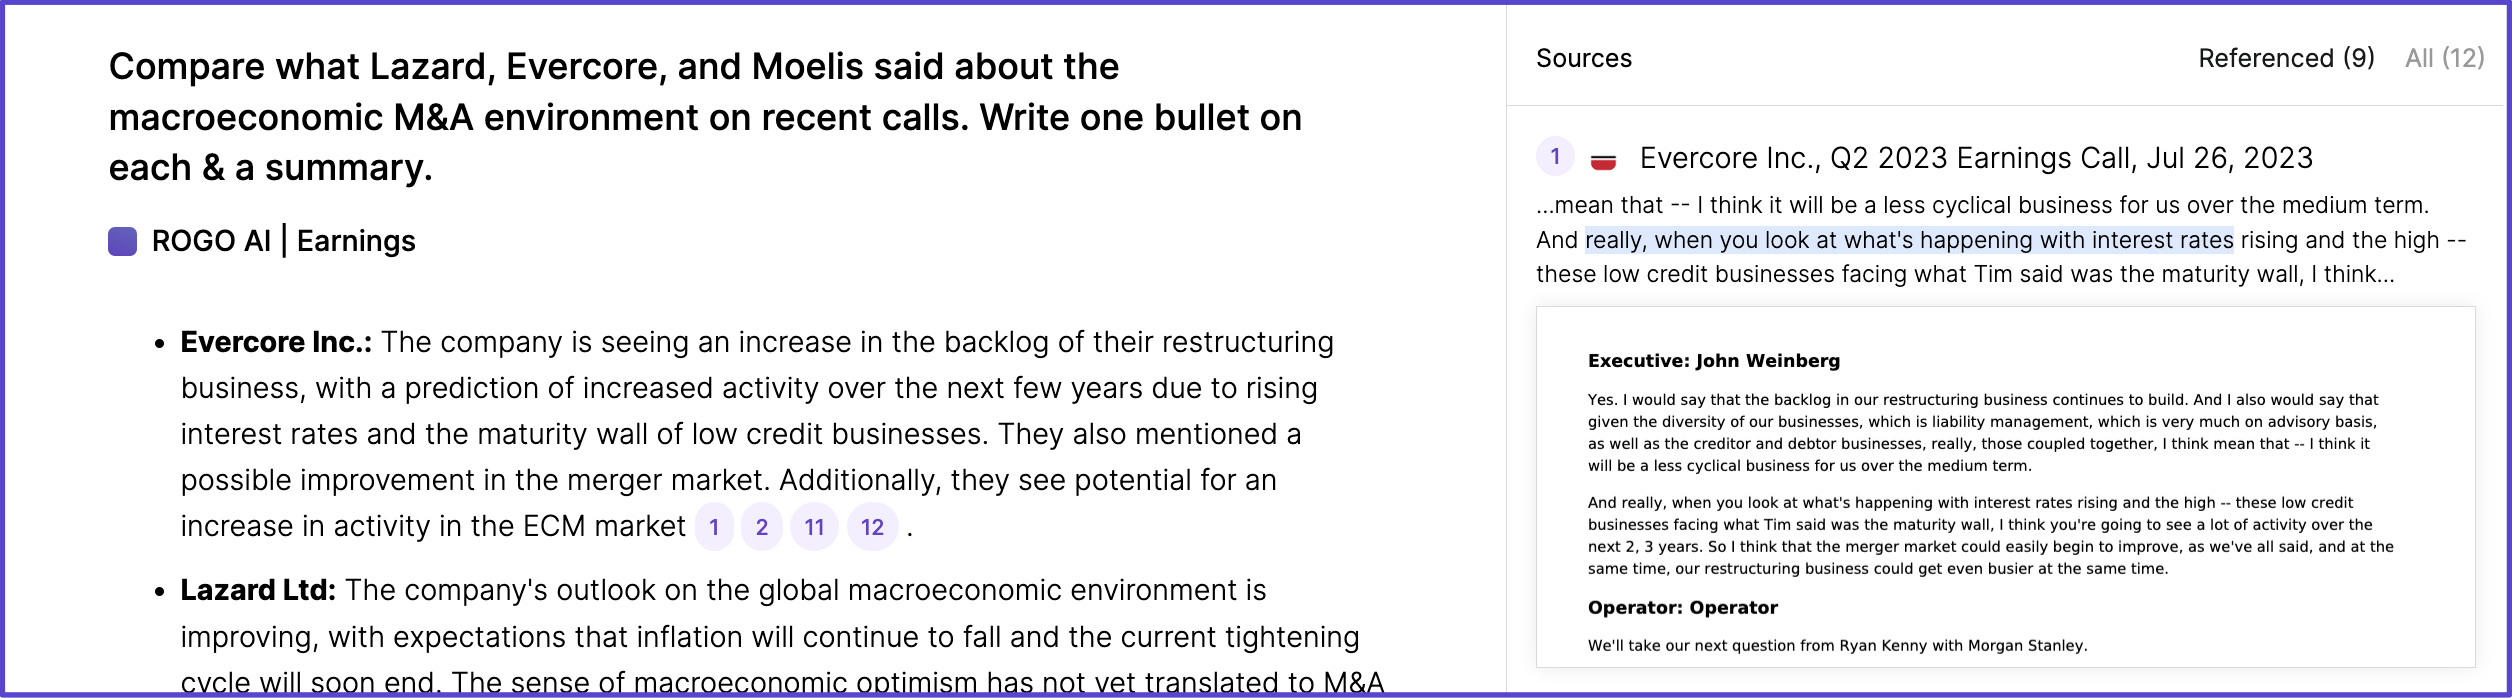 Compare what Lazard, Evercore, and Moelis said about the
macroeconomic M&A environment on recent calls. Write one bullet on
each & a summary.
ROGO AI | Earnings
• Evercore Inc.: The company is seeing an increase in the backlog of their restructuring
business, with a prediction of increased activity over the next few years due to rising
interest rates and the maturity wall of low credit businesses. They also mentioned a
possible improvement in the merger market. Additionally, they see potential for an
increase in activity in the ECM market 1 2 11 12 .
• Lazard Ltd: The company's outlook on the global macroeconomic environment is
improving, with expectations that inflation will continue to fall and the current tightening
cycle will soon end. The sense of macroeconomic optimism has not yet translated to M&A
Sources
Referenced (9) All (12)
1 Evercore Inc., Q2 2023 Earnings Call, Jul 26, 2023
...mean that -- I think it will be a less cyclical business for us over the medium term.
And really, when you look at what's happening with interest rates rising and the high --
these low credit businesses facing what Tim said was the maturity wall, I think...
Executive: John Weinberg
Yes. I would say that the backlog in our restructuring business continues to build. And I also would say that
given the diversity of our businesses, which is liability management, which is very much on advisory basis,
as well as the creditor and debtor businesses, really, those coupled together, I think mean that -- I think it
will be a less cyclical business for us over the medium term.
And really, when you look at what's happening with interest rates rising and the high -- these low credit
businesses facing what Tim said was the maturity wall, I think you're going to see a lot of activity over the
next 2, 3 years. So I think that the merger market could easily begin to improve, as we've all said, and at the
same time, our restructuring business could get even busier at the same time.
Operator: Operator
We'll take our next question from Ryan Kenny with Morgan Stanley.